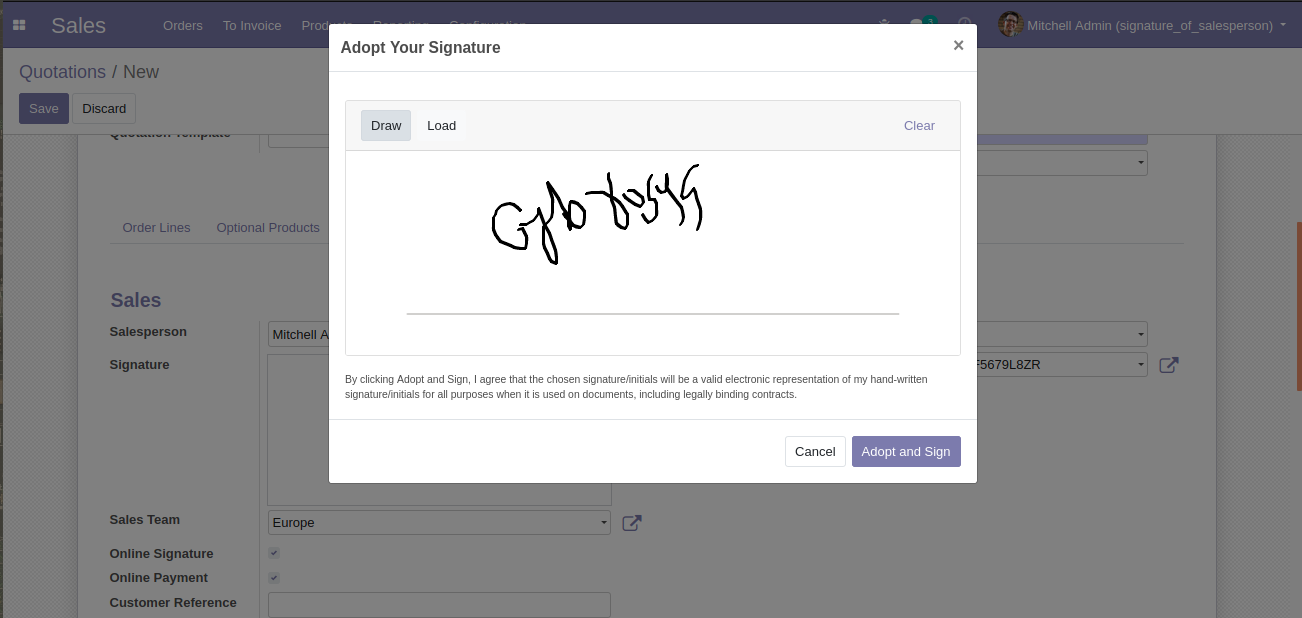 Sales Orders To Invoice Products Reporting Configuration 3 Mitchell Admin (signature_of_salesperson)
Quotations / New
Save Discard
Quotation Template
Order Lines Optional Products
Sales
Salesperson Mitchell A
Signature F5679L8ZR
Sales Team Europe
Online Signature
Online Payment
Customer Reference
Adopt Your Signature ×
Draw Load Clear
By clicking Adopt and Sign, I agree that the chosen signature/initials will be a valid electronic representation of my hand-written
signature/initials for all purposes when it is used on documents, including legally binding contracts.
Cancel Adopt and Sign